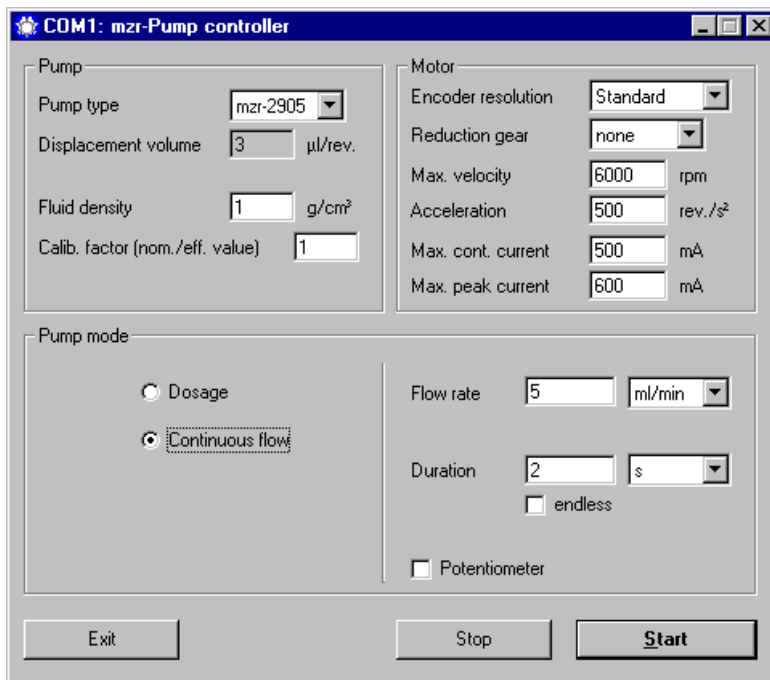 COM1: mzr-Pump controller
Pump
Pump type mzr-2905
Displacement volume 3 µl/rev.
Fluid density 1 g/cm³
Calib. factor (nom./eff. value) 1
Motor
Encoder resolution Standard
Reduction gear none
Max. velocity 6000 rpm
Acceleration 500 rev./s²
Max. cont. current 500 mA
Max. peak current 600 mA
Pump mode
Dosage
Continuous flow
Flow rate 5 ml/min
Duration 2 s
endless
Potentiometer
Exit Stop Start